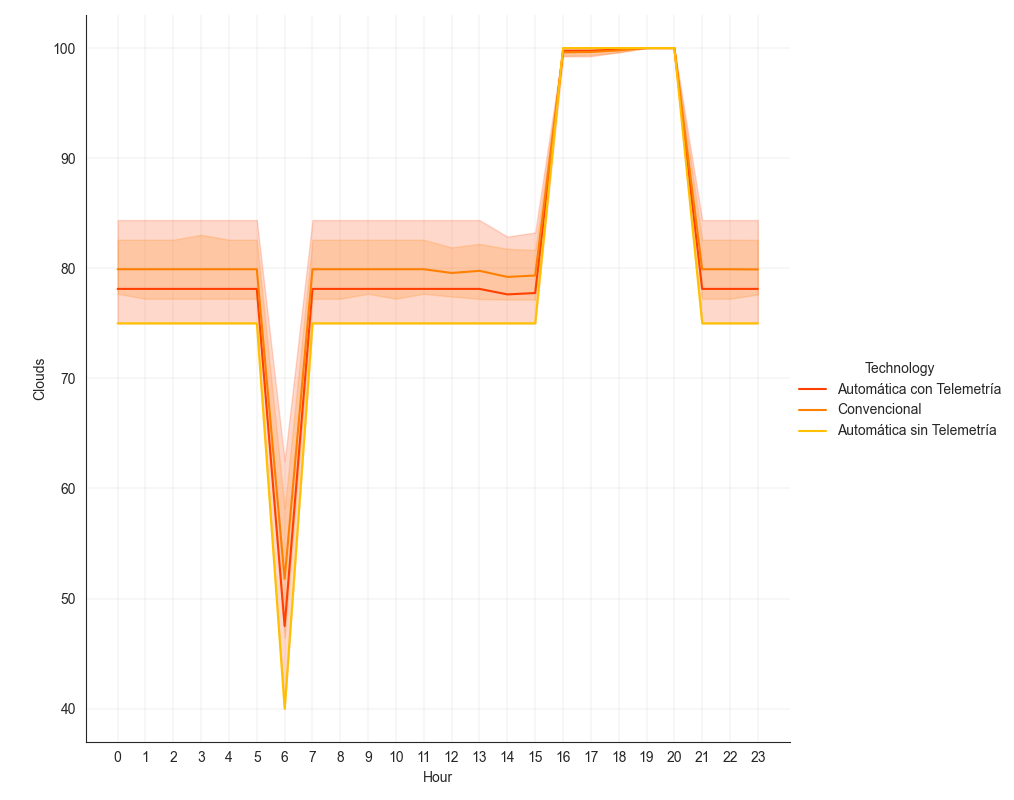 100
90
80
70
60
50
40
Clouds
0 1 2 3 4 5 6 7 8 9 10 11 12 13 14 15 16 17 18 19 20 21 22 23
Hour
Technology
Automática con Telemetría
Convencional
Automática sin Telemetría